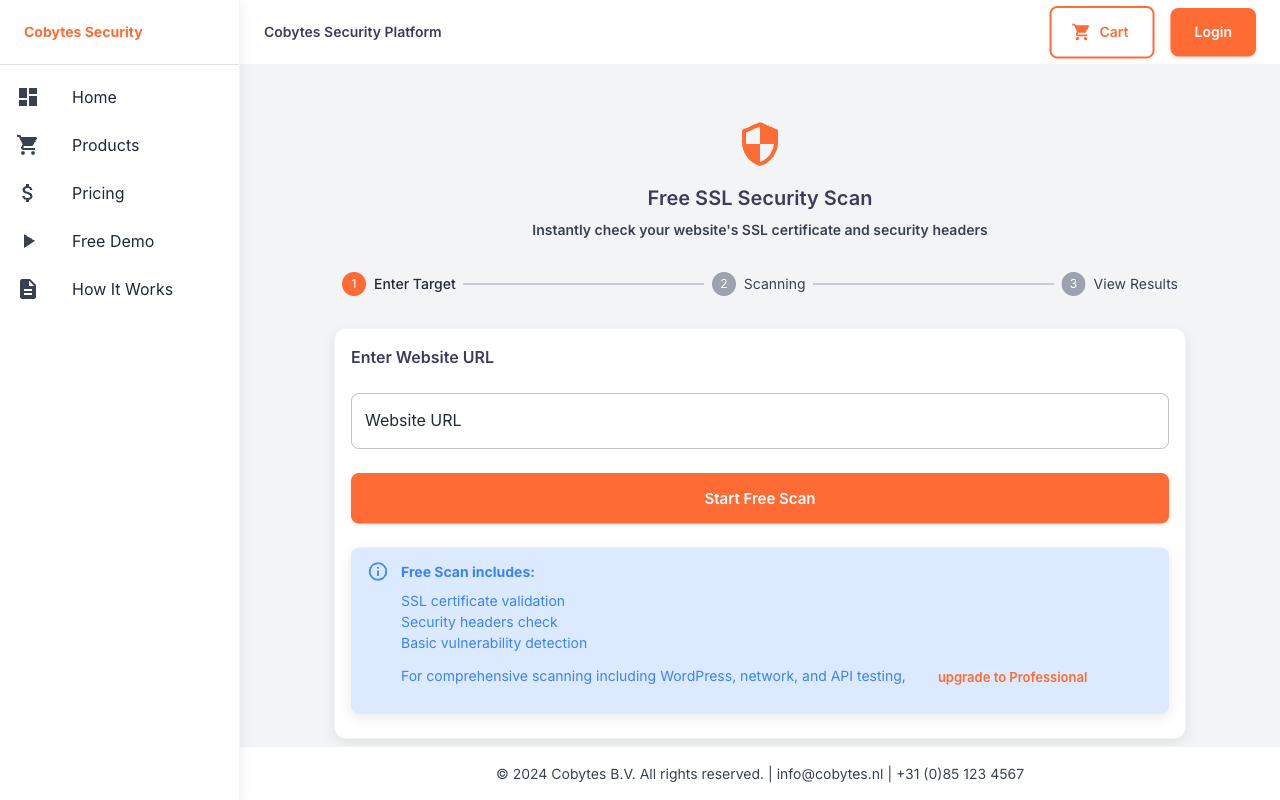 Cobytes Security
Cobytes Security Platform
Cart
Login
Home
Products
Pricing
Free Demo
How It Works
Free SSL Security Scan
Instantly check your website's SSL certificate and security headers
1 Enter Target
2 Scanning
3 View Results
Enter Website URL
Website URL
Start Free Scan
Free Scan includes:
SSL certificate validation
Security headers check
Basic vulnerability detection
For comprehensive scanning including WordPress, network, and API testing, upgrade to Professional
© 2024 Cobytes B.V. All rights reserved. | info@cobytes.nl | +31 (0)85 123 4567